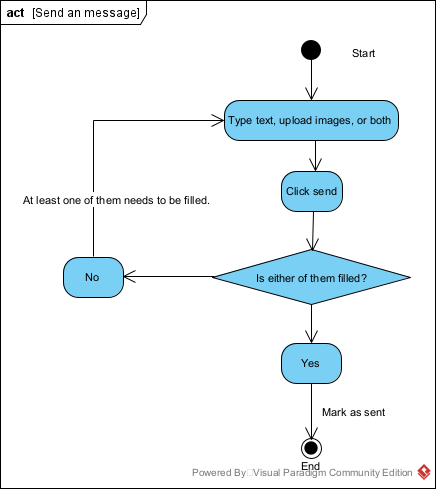 act [Send an message]
Start
Type text, upload images, or both
Click send
At least one of them needs to be filled.
No
Is either of them filled?
Yes
Mark as sent
End
Powered By Visual Paradigm Community Edition